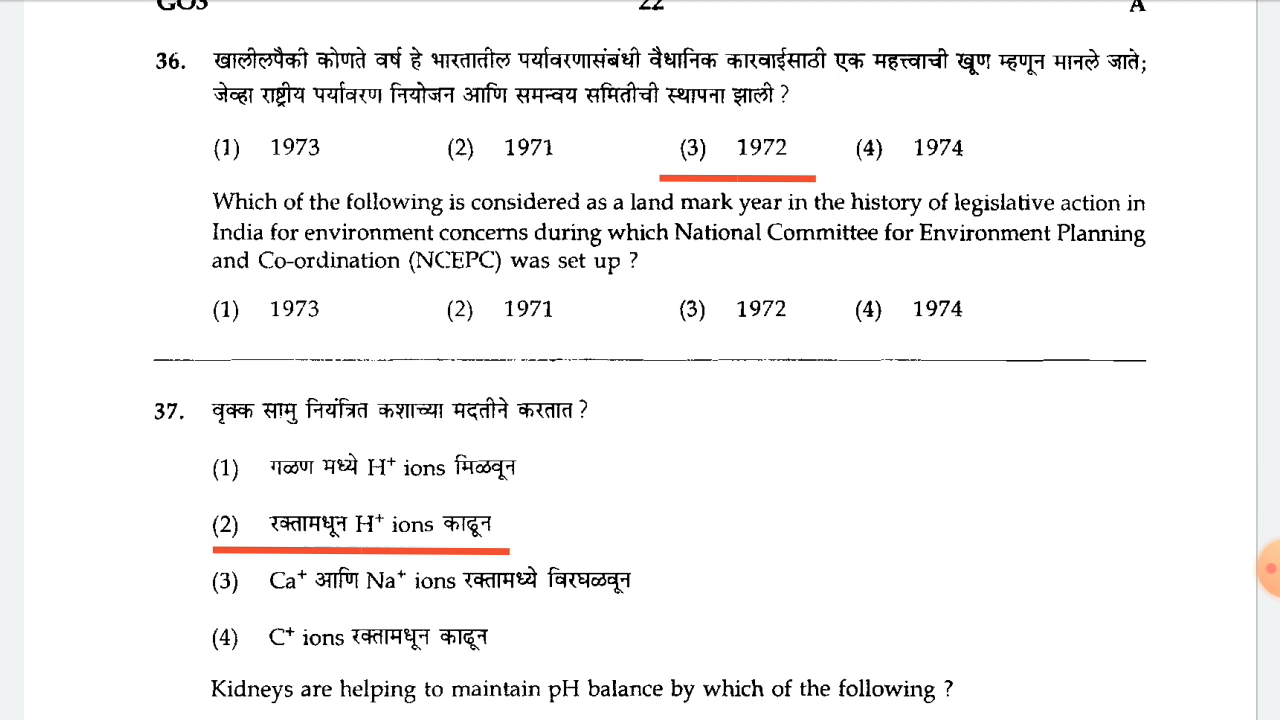 GOS 22 A
36. खालीलपैकी कोणते वर्ष हे भारतातील पर्यावरणासंबंधी वैधानिक कारवाईसाठी एक महत्त्वाची खूण म्हणून मानले जाते;
जेव्हा राष्ट्रीय पर्यावरण नियोजन आणि समन्वय समितीची स्थापना झाली ?
(1) 1973 (2) 1971 (3) 1972 (4) 1974
Which of the following is considered as a land mark year in the history of legislative action in
India for environment concerns during which National Committee for Environment Planning
and Co-ordination (NCEPC) was set up ?
(1) 1973 (2) 1971 (3) 1972 (4) 1974
37. वृक्क सामु नियंत्रित कशाच्या मदतीने करतात ?
(1) गळण मध्ये H⁺ ions मिळवून
(2) रक्तामधून H⁺ ions काढून
(3) Ca⁺ आणि Na⁺ ions रक्तामध्ये विरघळवून
(4) C⁺ ions रक्तामधून काढून
Kidneys are helping to maintain pH balance by which of the following ?